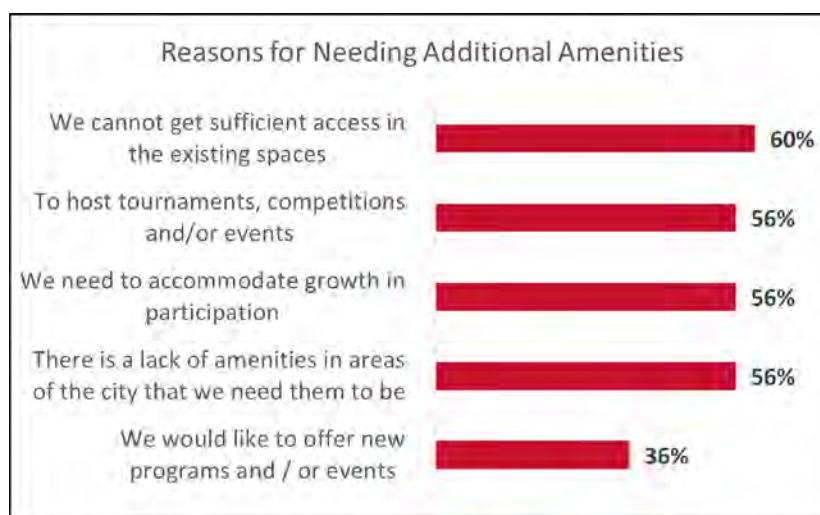 Reasons for Needing Additional Amenities
We cannot get sufficient access in
the existing spaces
60%
To host tournaments, competitions
and/or events
56%
We need to accommodate growth in
participation
56%
There is a lack of amenities in areas
of the city that we need them to be
56%
We would like to offer new
programs and / or events
36%